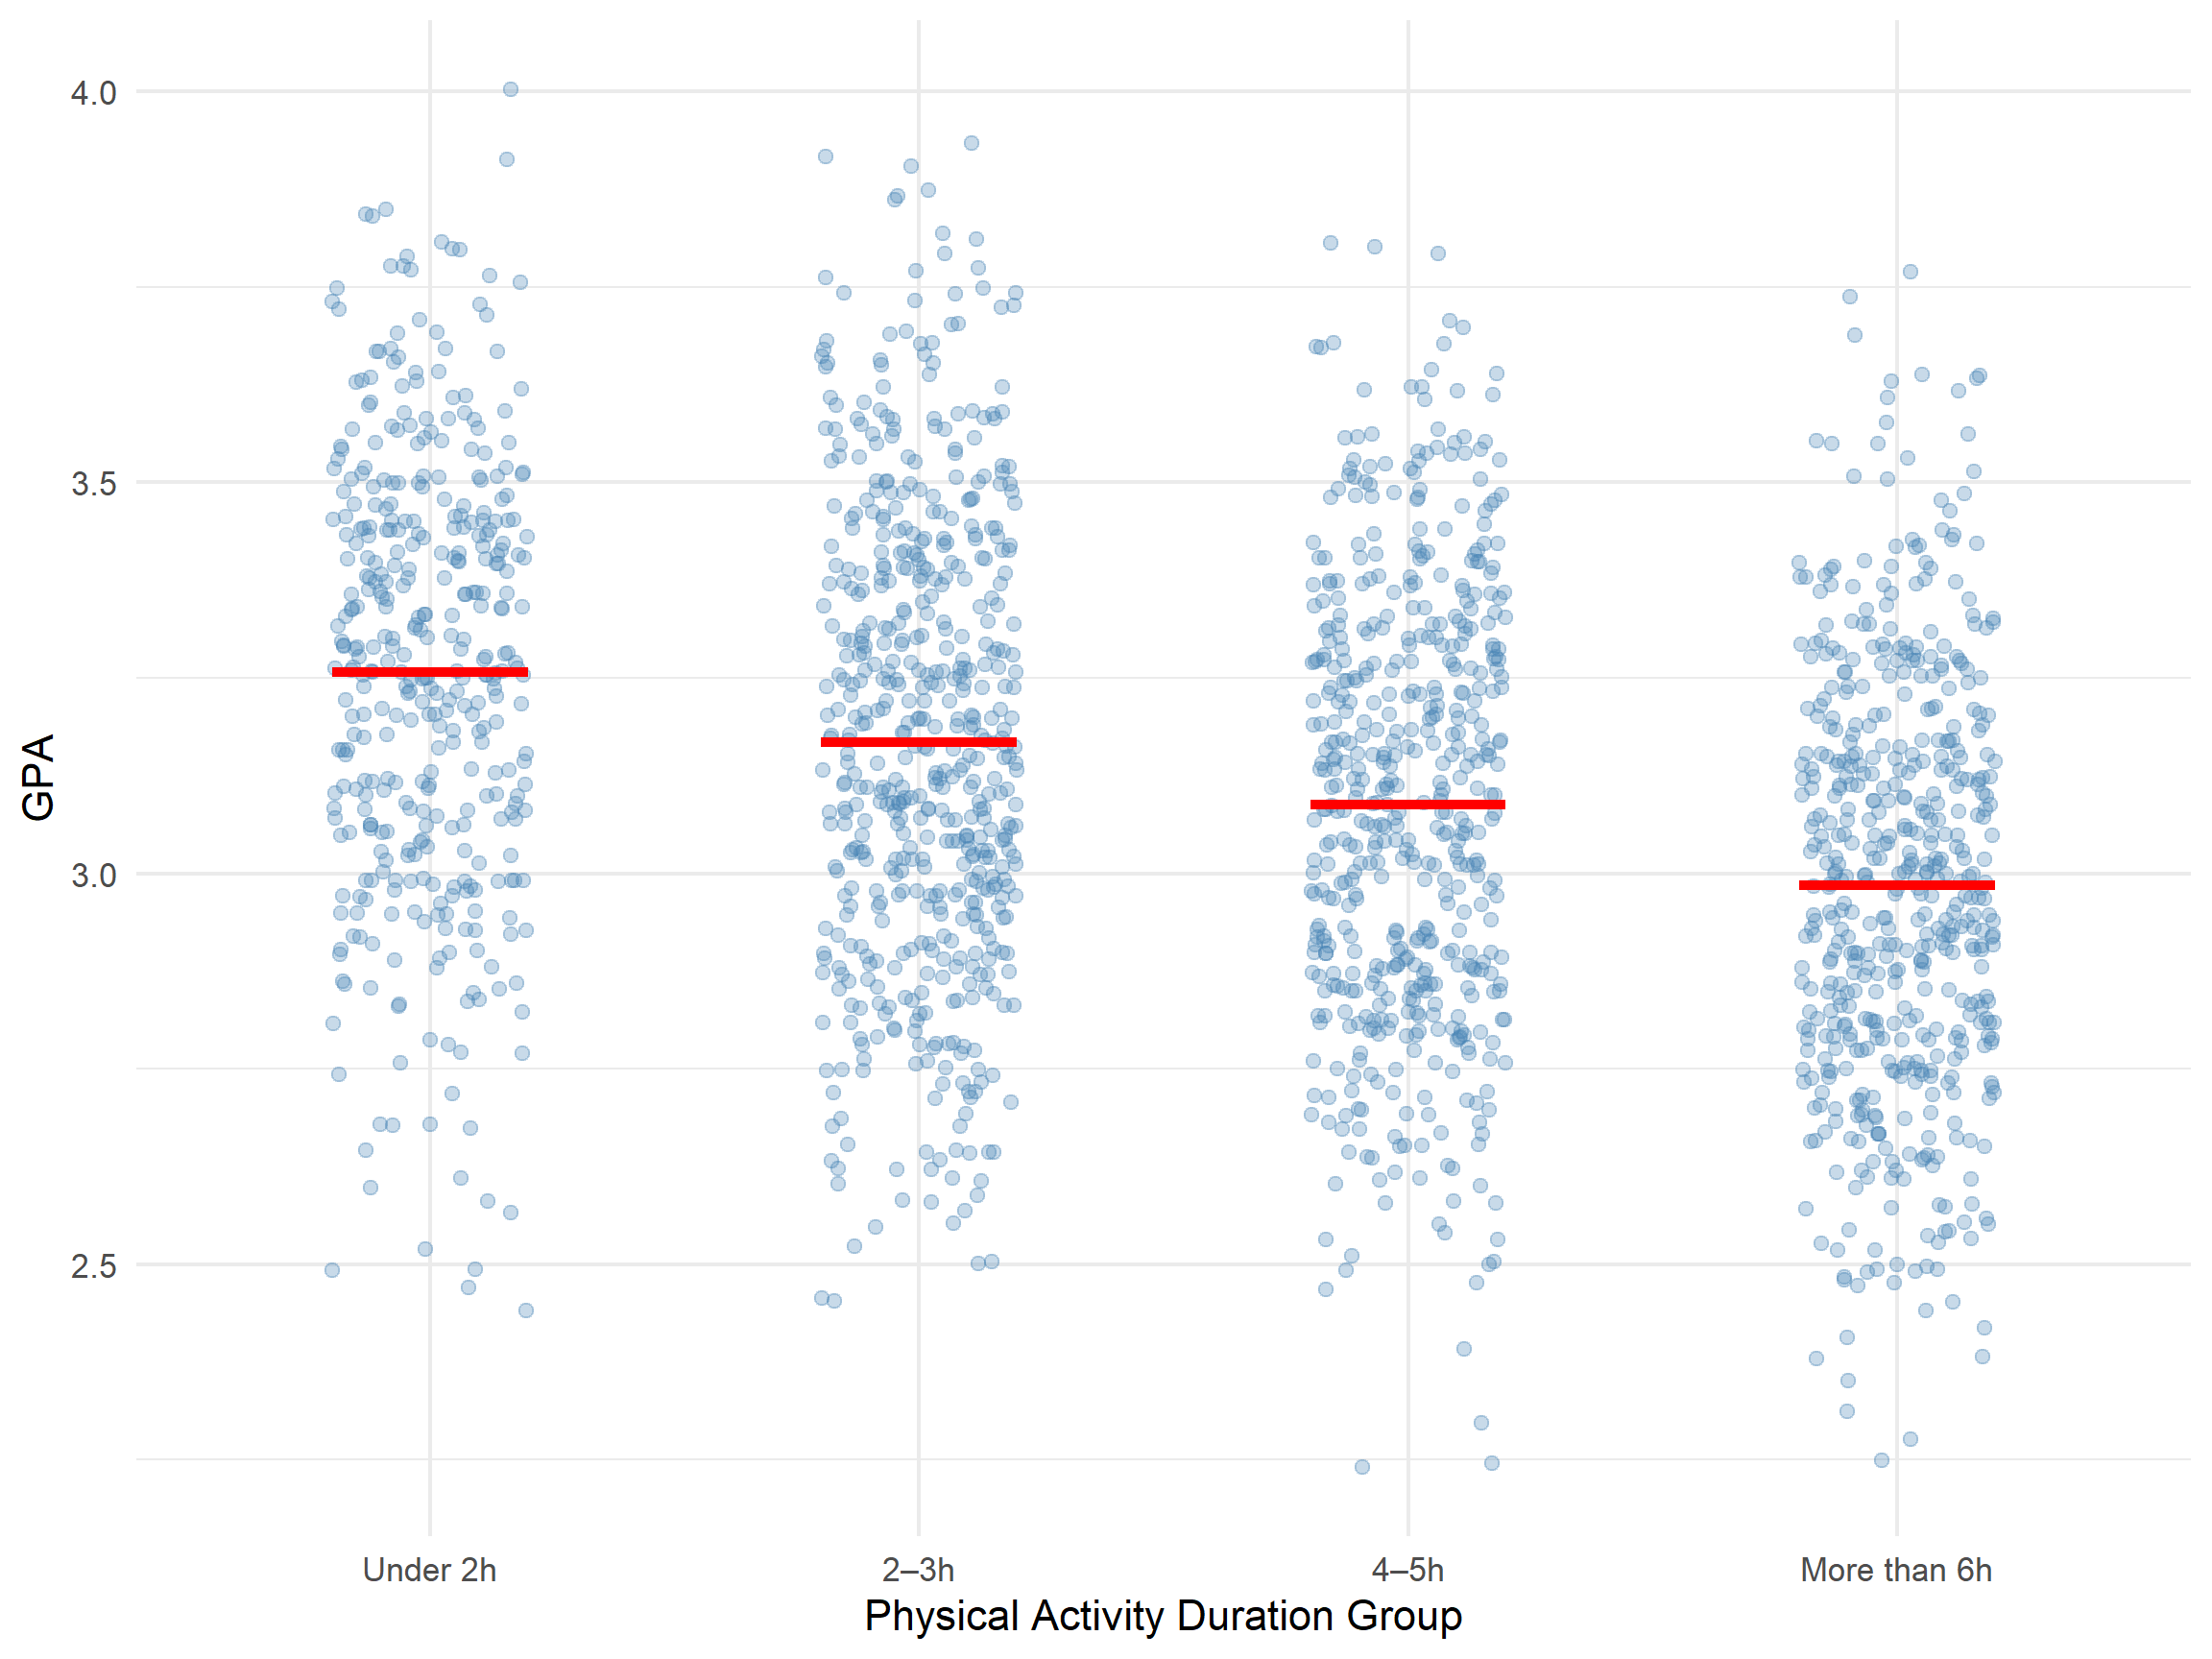 4.0
3.5
3.0
2.5
GPA
Under 2h
2–3h
4–5h
More than 6h
Physical Activity Duration Group